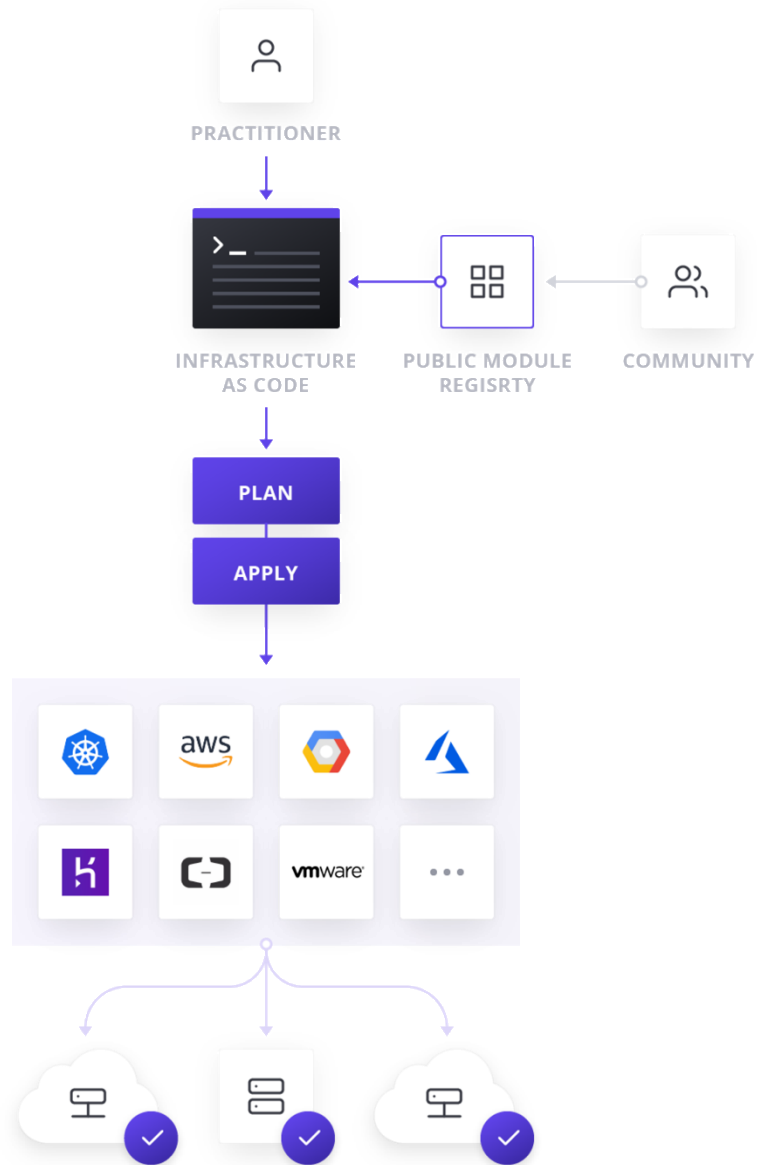 PRACTITIONER
INFRASTRUCTURE
AS CODE
PUBLIC MODULE
REGISRTY
COMMUNITY
PLAN
APPLY
aws
vmware